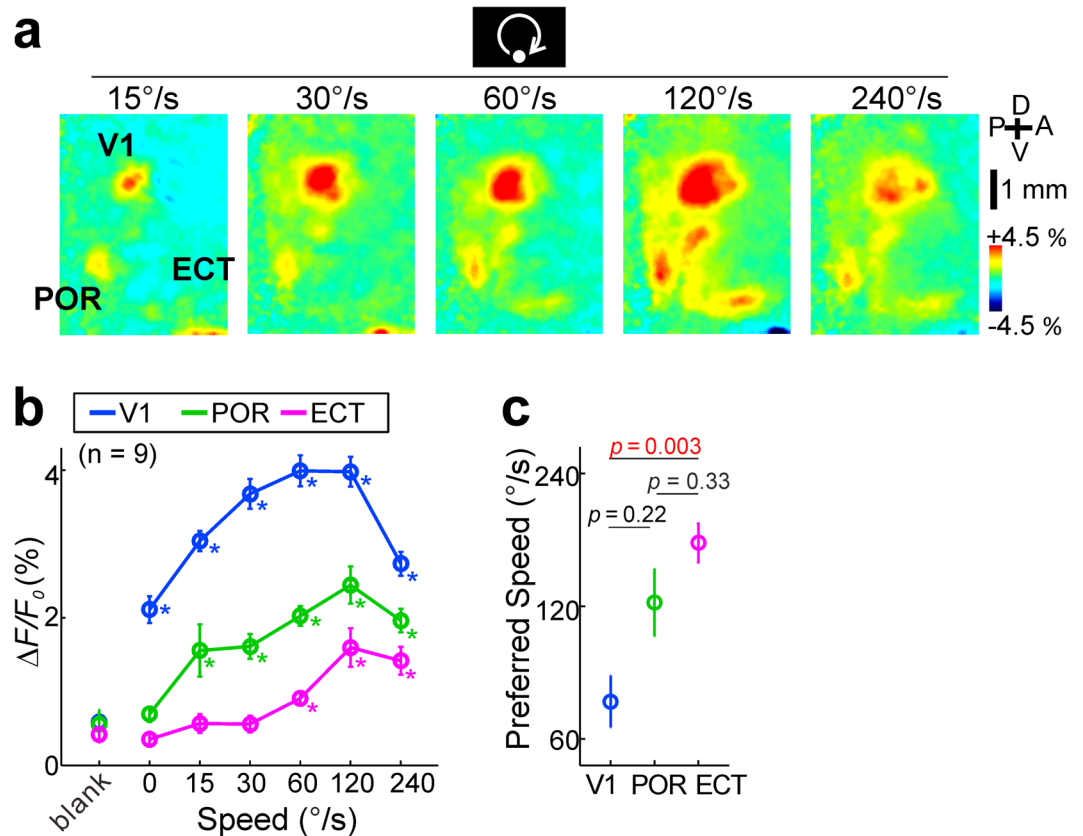 a
15°/s 30°/s 60°/s 120°/s 240°/s
V1
POR
ECT
D
P A
V
1 mm
+4.5 %
-4.5 %
b
V1 POR ECT
(n = 9)
ΔF/F0 (%)
4
2
0
blank 0 15 30 60 120 240
Speed (°/s)
c
Preferred Speed (°/s)
240
120
60
p = 0.003
p = 0.33
p = 0.22
V1 POR ECT